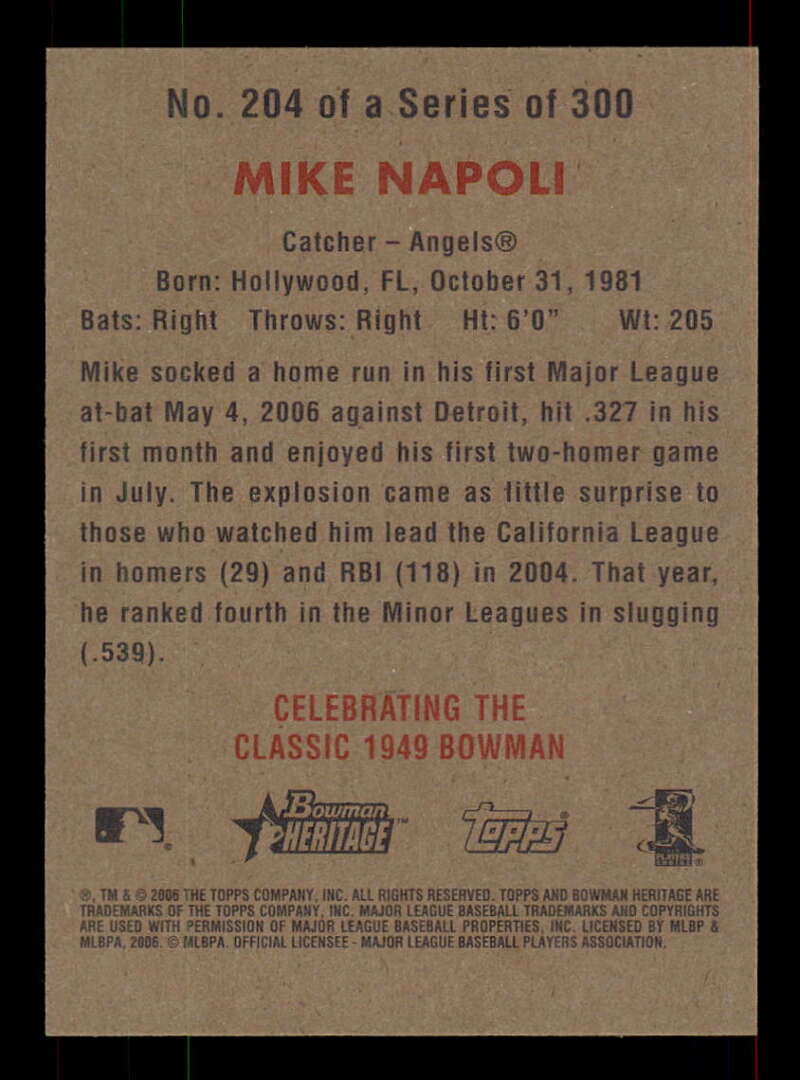 No. 204 of a Series of 300
MIKE NAPOLI
Catcher – Angels®
Born: Hollywood, FL, October 31, 1981
Bats: Right Throws: Right Ht: 6'0" Wt: 205
Mike socked a home run in his first Major League
at-bat May 4, 2006 against Detroit, hit .327 in his
first month and enjoyed his first two-homer game
in July. The explosion came as little surprise to
those who watched him lead the California League
in homers (29) and RBI (118) in 2004. That year,
he ranked fourth in the Minor Leagues in slugging
(.539).
CELEBRATING THE
CLASSIC 1949 BOWMAN
Bowman HERITAGE™ Topps®
®, TM & © 2006 THE TOPPS COMPANY, INC. ALL RIGHTS RESERVED. TOPPS AND BOWMAN HERITAGE ARE
TRADEMARKS OF THE TOPPS COMPANY, INC. MAJOR LEAGUE BASEBALL TRADEMARKS AND COPYRIGHTS
ARE USED WITH PERMISSION OF MAJOR LEAGUE BASEBALL PROPERTIES, INC. LICENSED BY MLBP &
MLBPA, 2006. © MLBPA. OFFICIAL LICENSEE - MAJOR LEAGUE BASEBALL PLAYERS ASSOCIATION.